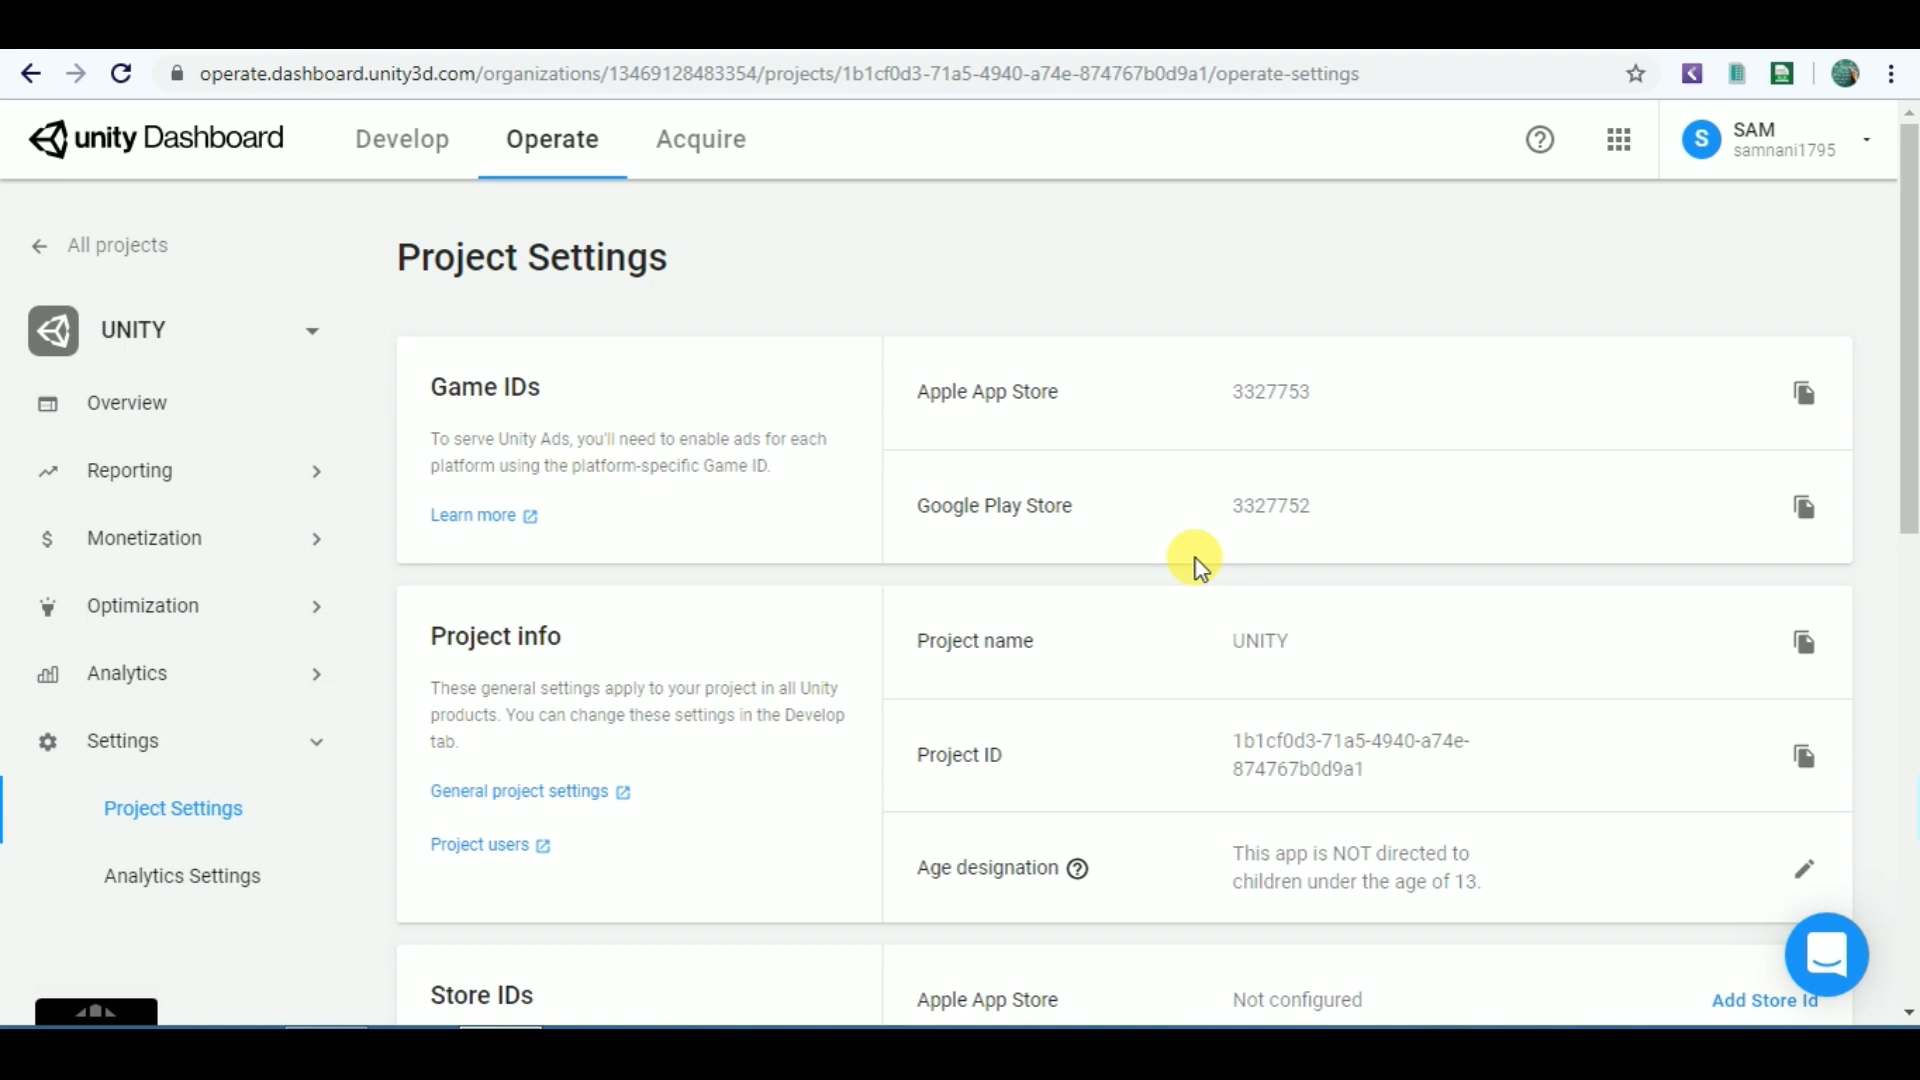 operate.dashboard.unity3d.com/organizations/13469128483354/projects/1b1cf0d3-71a5-4940-a74e-874767b0d9a1/operate-settings
unity Dashboard
Develop
Operate
Acquire
S
SAM
samnani1795
All projects
UNITY
Overview
Reporting
Monetization
Optimization
Analytics
Settings
Project Settings
Analytics Settings
Project Settings
Game IDs
To serve Unity Ads, you'll need to enable ads for each
platform using the platform-specific Game ID.
Learn more
Apple App Store
3327753
Google Play Store
3327752
Project info
These general settings apply to your project in all Unity
products. You can change these settings in the Develop
tab.
General project settings
Project users
Project name
UNITY
Project ID
1b1cf0d3-71a5-4940-a74e-
874767b0d9a1
Age designation
This app is NOT directed to
children under the age of 13.
Store IDs
Apple App Store
Not configured
Add Store Id